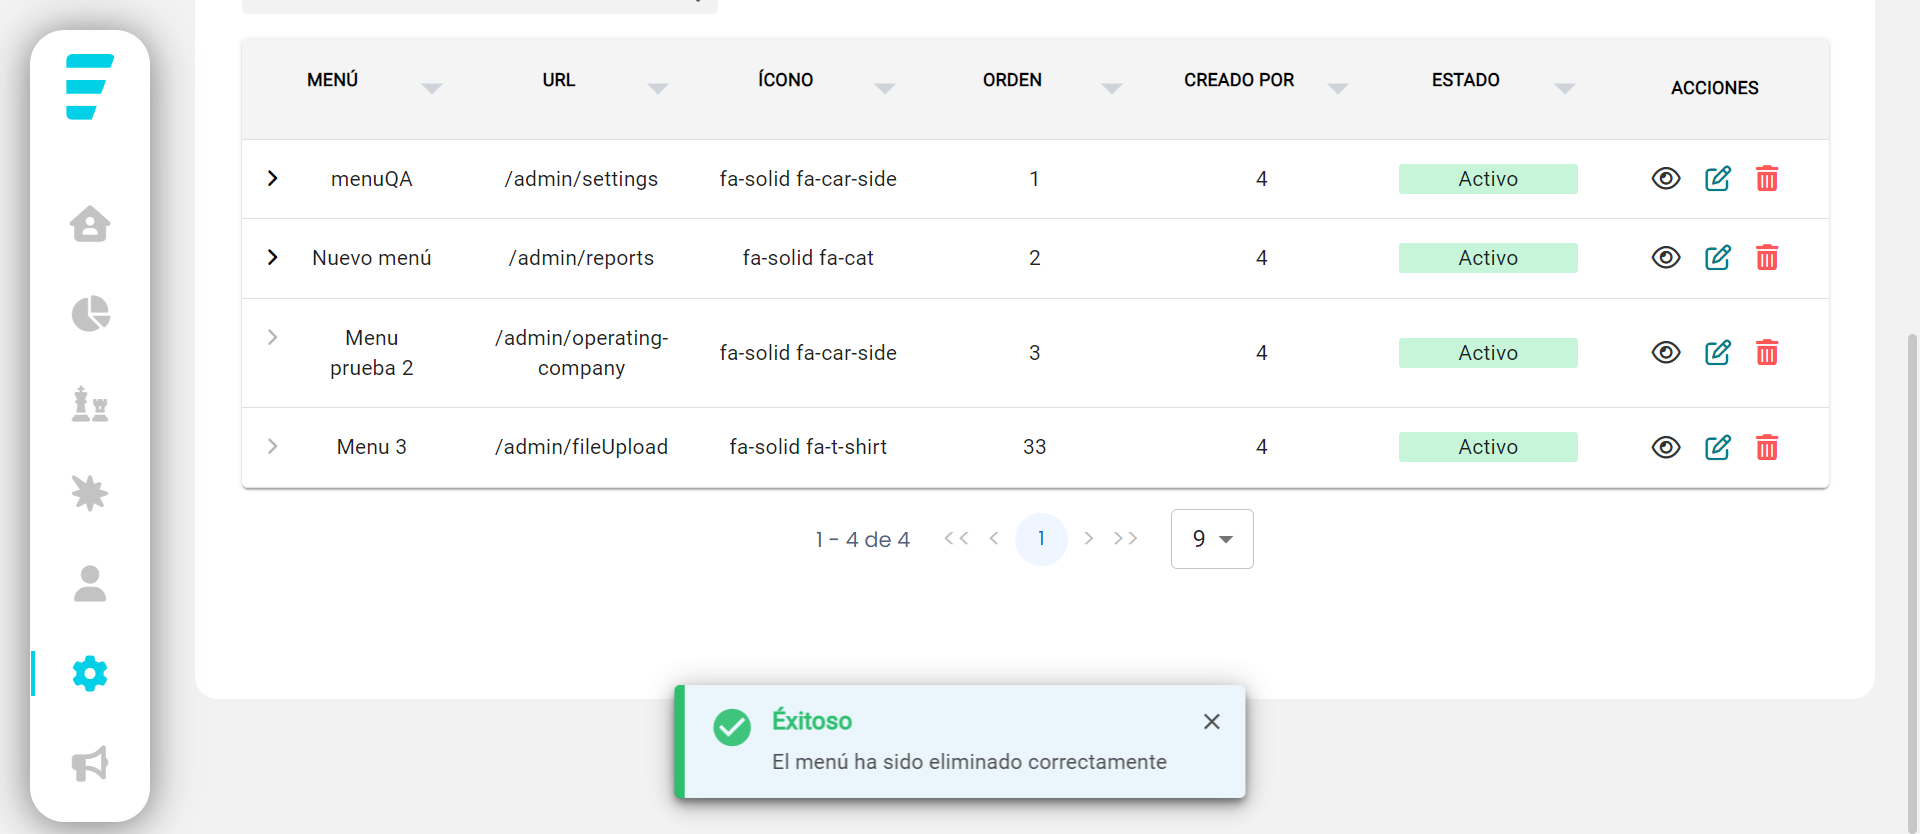 MENÚ URL ÍCONO ORDEN CREADO POR ESTADO ACCIONES
menuQA /admin/settings fa-solid fa-car-side 1 4 Activo
Nuevo menú /admin/reports fa-solid fa-cat 2 4 Activo
Menu prueba 2 /admin/operating-company fa-solid fa-car-side 3 4 Activo
Menu 3 /admin/fileUpload fa-solid fa-t-shirt 33 4 Activo
1 - 4 de 4 << < 1 > >> 9
Éxitoso
El menú ha sido eliminado correctamente